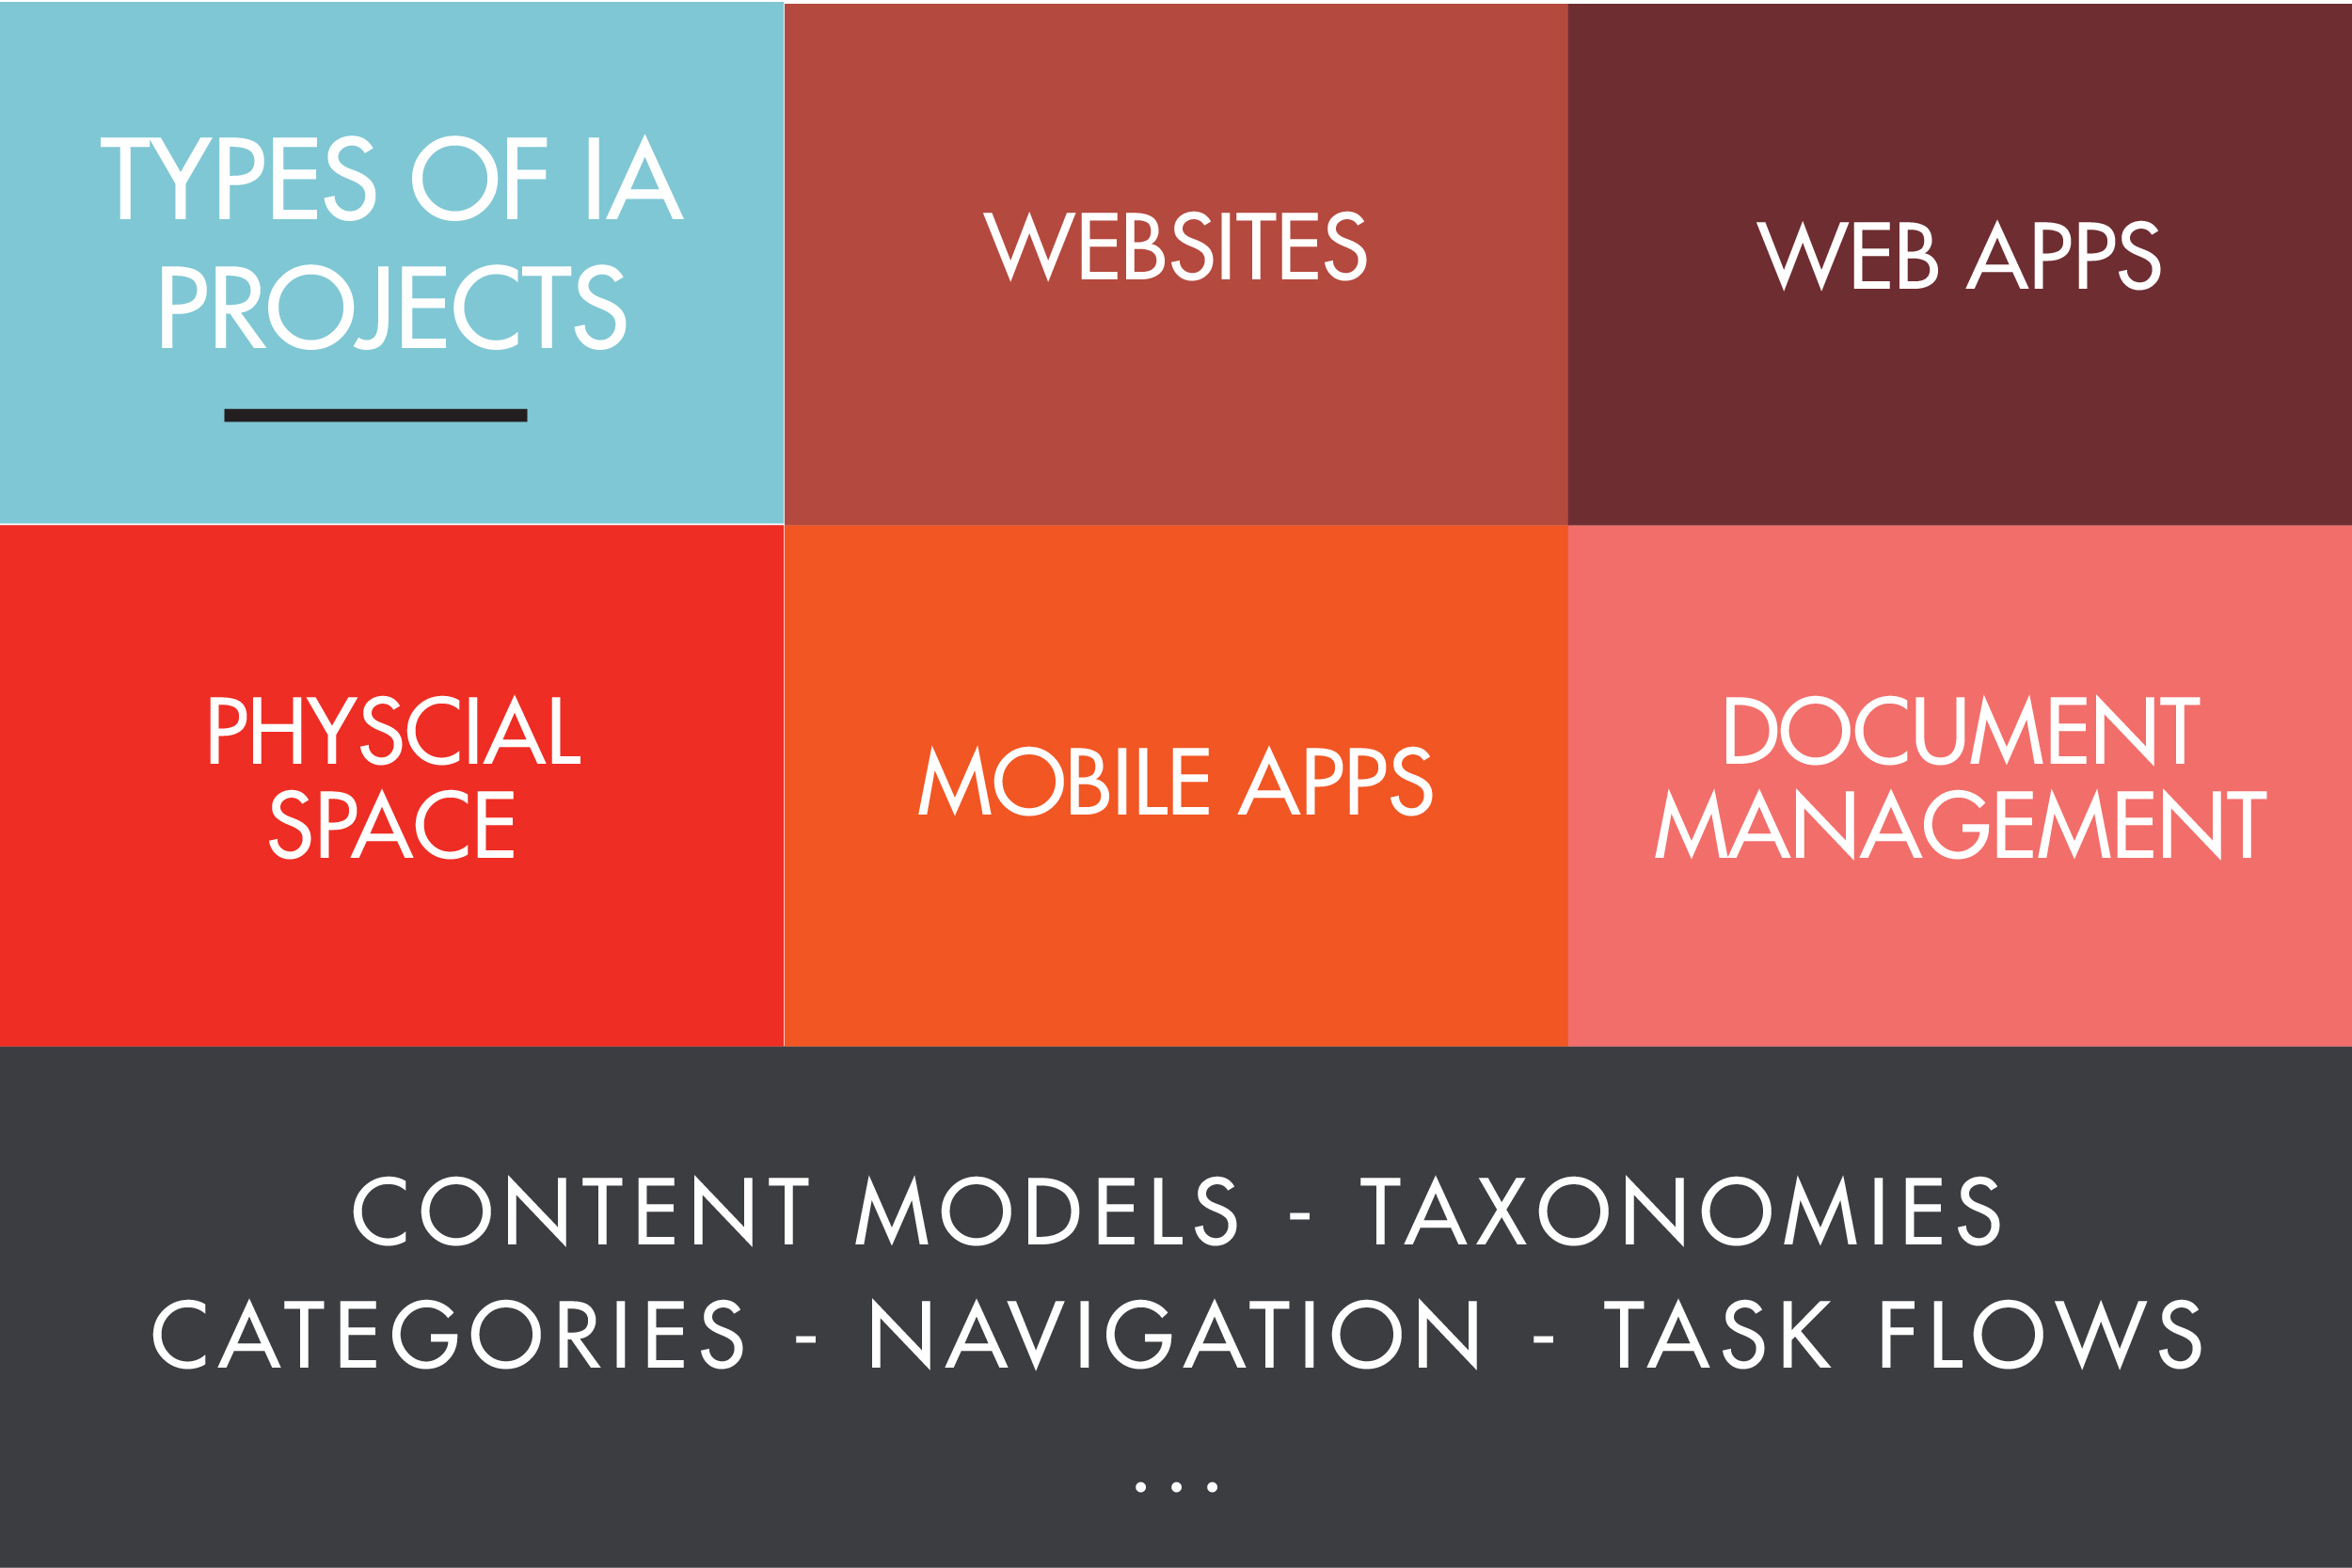 TYPES OF IA
PROJECTS
WEBSITES
WEB APPS
PHYSCIAL
SPACE
MOBILE APPS
DOCUMENT
MANAGEMENT
CONTENT MODELS - TAXONOMIES
CATEGORIES - NAVIGATION - TASK FLOWS
...